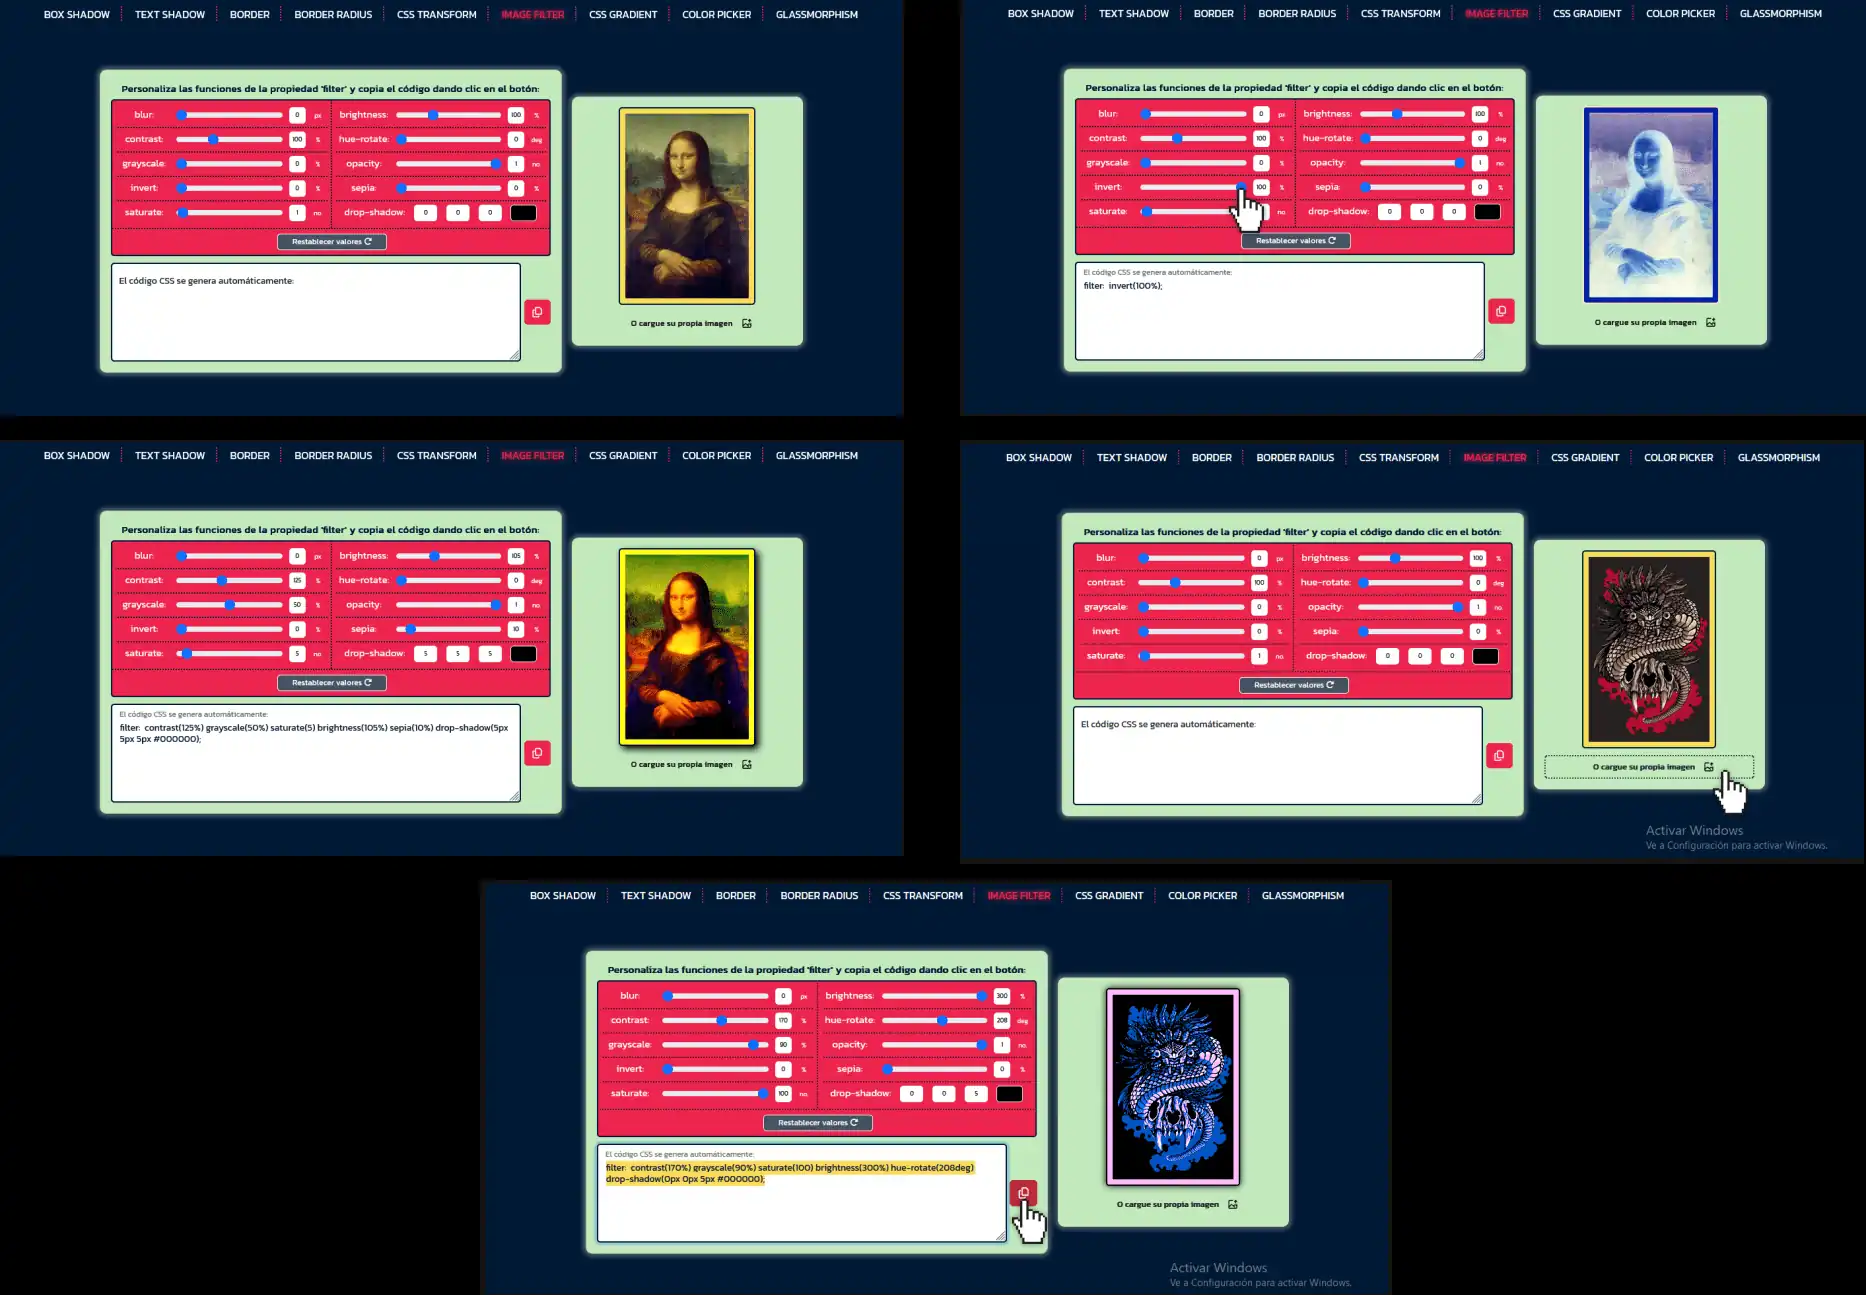 BOX SHADOW TEXT SHADOW BORDER BORDER RADIUS CSS TRANSFORM IMAGE FILTER CSS GRADIENT COLOR PICKER GLASSMORPHISM
Personaliza las funciones de la propiedad 'filter' y copia el código dando clic en el botón:
blur: 0 px brightness: 100 %
contrast: 100 % hue-rotate: 0 deg
grayscale: 0 % opacity: 1 no.
invert: 0 % sepia: 0 %
saturate: 1 no. drop-shadow: 0 0 0
Restablecer valores
El código CSS se genera automáticamente:
O cargue su propia imagen
BOX SHADOW TEXT SHADOW BORDER BORDER RADIUS CSS TRANSFORM IMAGE FILTER CSS GRADIENT COLOR PICKER GLASSMORPHISM
Personaliza las funciones de la propiedad 'filter' y copia el código dando clic en el botón:
blur: 0 px brightness: 100 %
contrast: 100 % hue-rotate: 0 deg
grayscale: 0 % opacity: 1 no.
invert: 100 % sepia: 0 %
saturate: no. drop-shadow: 0 0 0
Restablecer valores
El código CSS se genera automáticamente:
filter: invert(100%);
O cargue su propia imagen
BOX SHADOW TEXT SHADOW BORDER BORDER RADIUS CSS TRANSFORM IMAGE FILTER CSS GRADIENT COLOR PICKER GLASSMORPHISM
Personaliza las funciones de la propiedad 'filter' y copia el código dando clic en el botón:
blur: 0 px brightness: 105 %
contrast: 125 % hue-rotate: 0 deg
grayscale: 50 % opacity: 1 no.
invert: 0 % sepia: 10 %
saturate: 5 no. drop-shadow: 5 5 5
Restablecer valores
El código CSS se genera automáticamente:
filter: contrast(125%) grayscale(50%) saturate(5) brightness(105%) sepia(10%) drop-shadow(5px
5px 5px #000000);
O cargue su propia imagen
BOX SHADOW TEXT SHADOW BORDER BORDER RADIUS CSS TRANSFORM IMAGE FILTER CSS GRADIENT COLOR PICKER GLASSMORPHISM
Personaliza las funciones de la propiedad 'filter' y copia el código dando clic en el botón:
blur: 0 px brightness: 100 %
contrast: 100 % hue-rotate: 0 deg
grayscale: 0 % opacity: 1 no.
invert: 0 % sepia: 0 %
saturate: 1 no. drop-shadow: 0 0 0
Restablecer valores
El código CSS se genera automáticamente:
O cargue su propia imagen
Activar Windows
Ve a Configuración para activar Windows.
BOX SHADOW TEXT SHADOW BORDER BORDER RADIUS CSS TRANSFORM IMAGE FILTER CSS GRADIENT COLOR PICKER GLASSMORPHISM
Personaliza las funciones de la propiedad 'filter' y copia el código dando clic en el botón:
blur: 0 px brightness: 300 %
contrast: 170 % hue-rotate: 208 deg
grayscale: 90 % opacity: 1 no.
invert: 0 % sepia: 0 %
saturate: 100 no. drop-shadow: 0 0 5
Restablecer valores
El código CSS se genera automáticamente:
filter: contrast(170%) grayscale(90%) saturate(100) brightness(300%) hue-rotate(208deg)
drop-shadow(0px 0px 5px #000000);
O cargue su propia imagen
Activar Windows
Ve a Configuración para activar Windows.